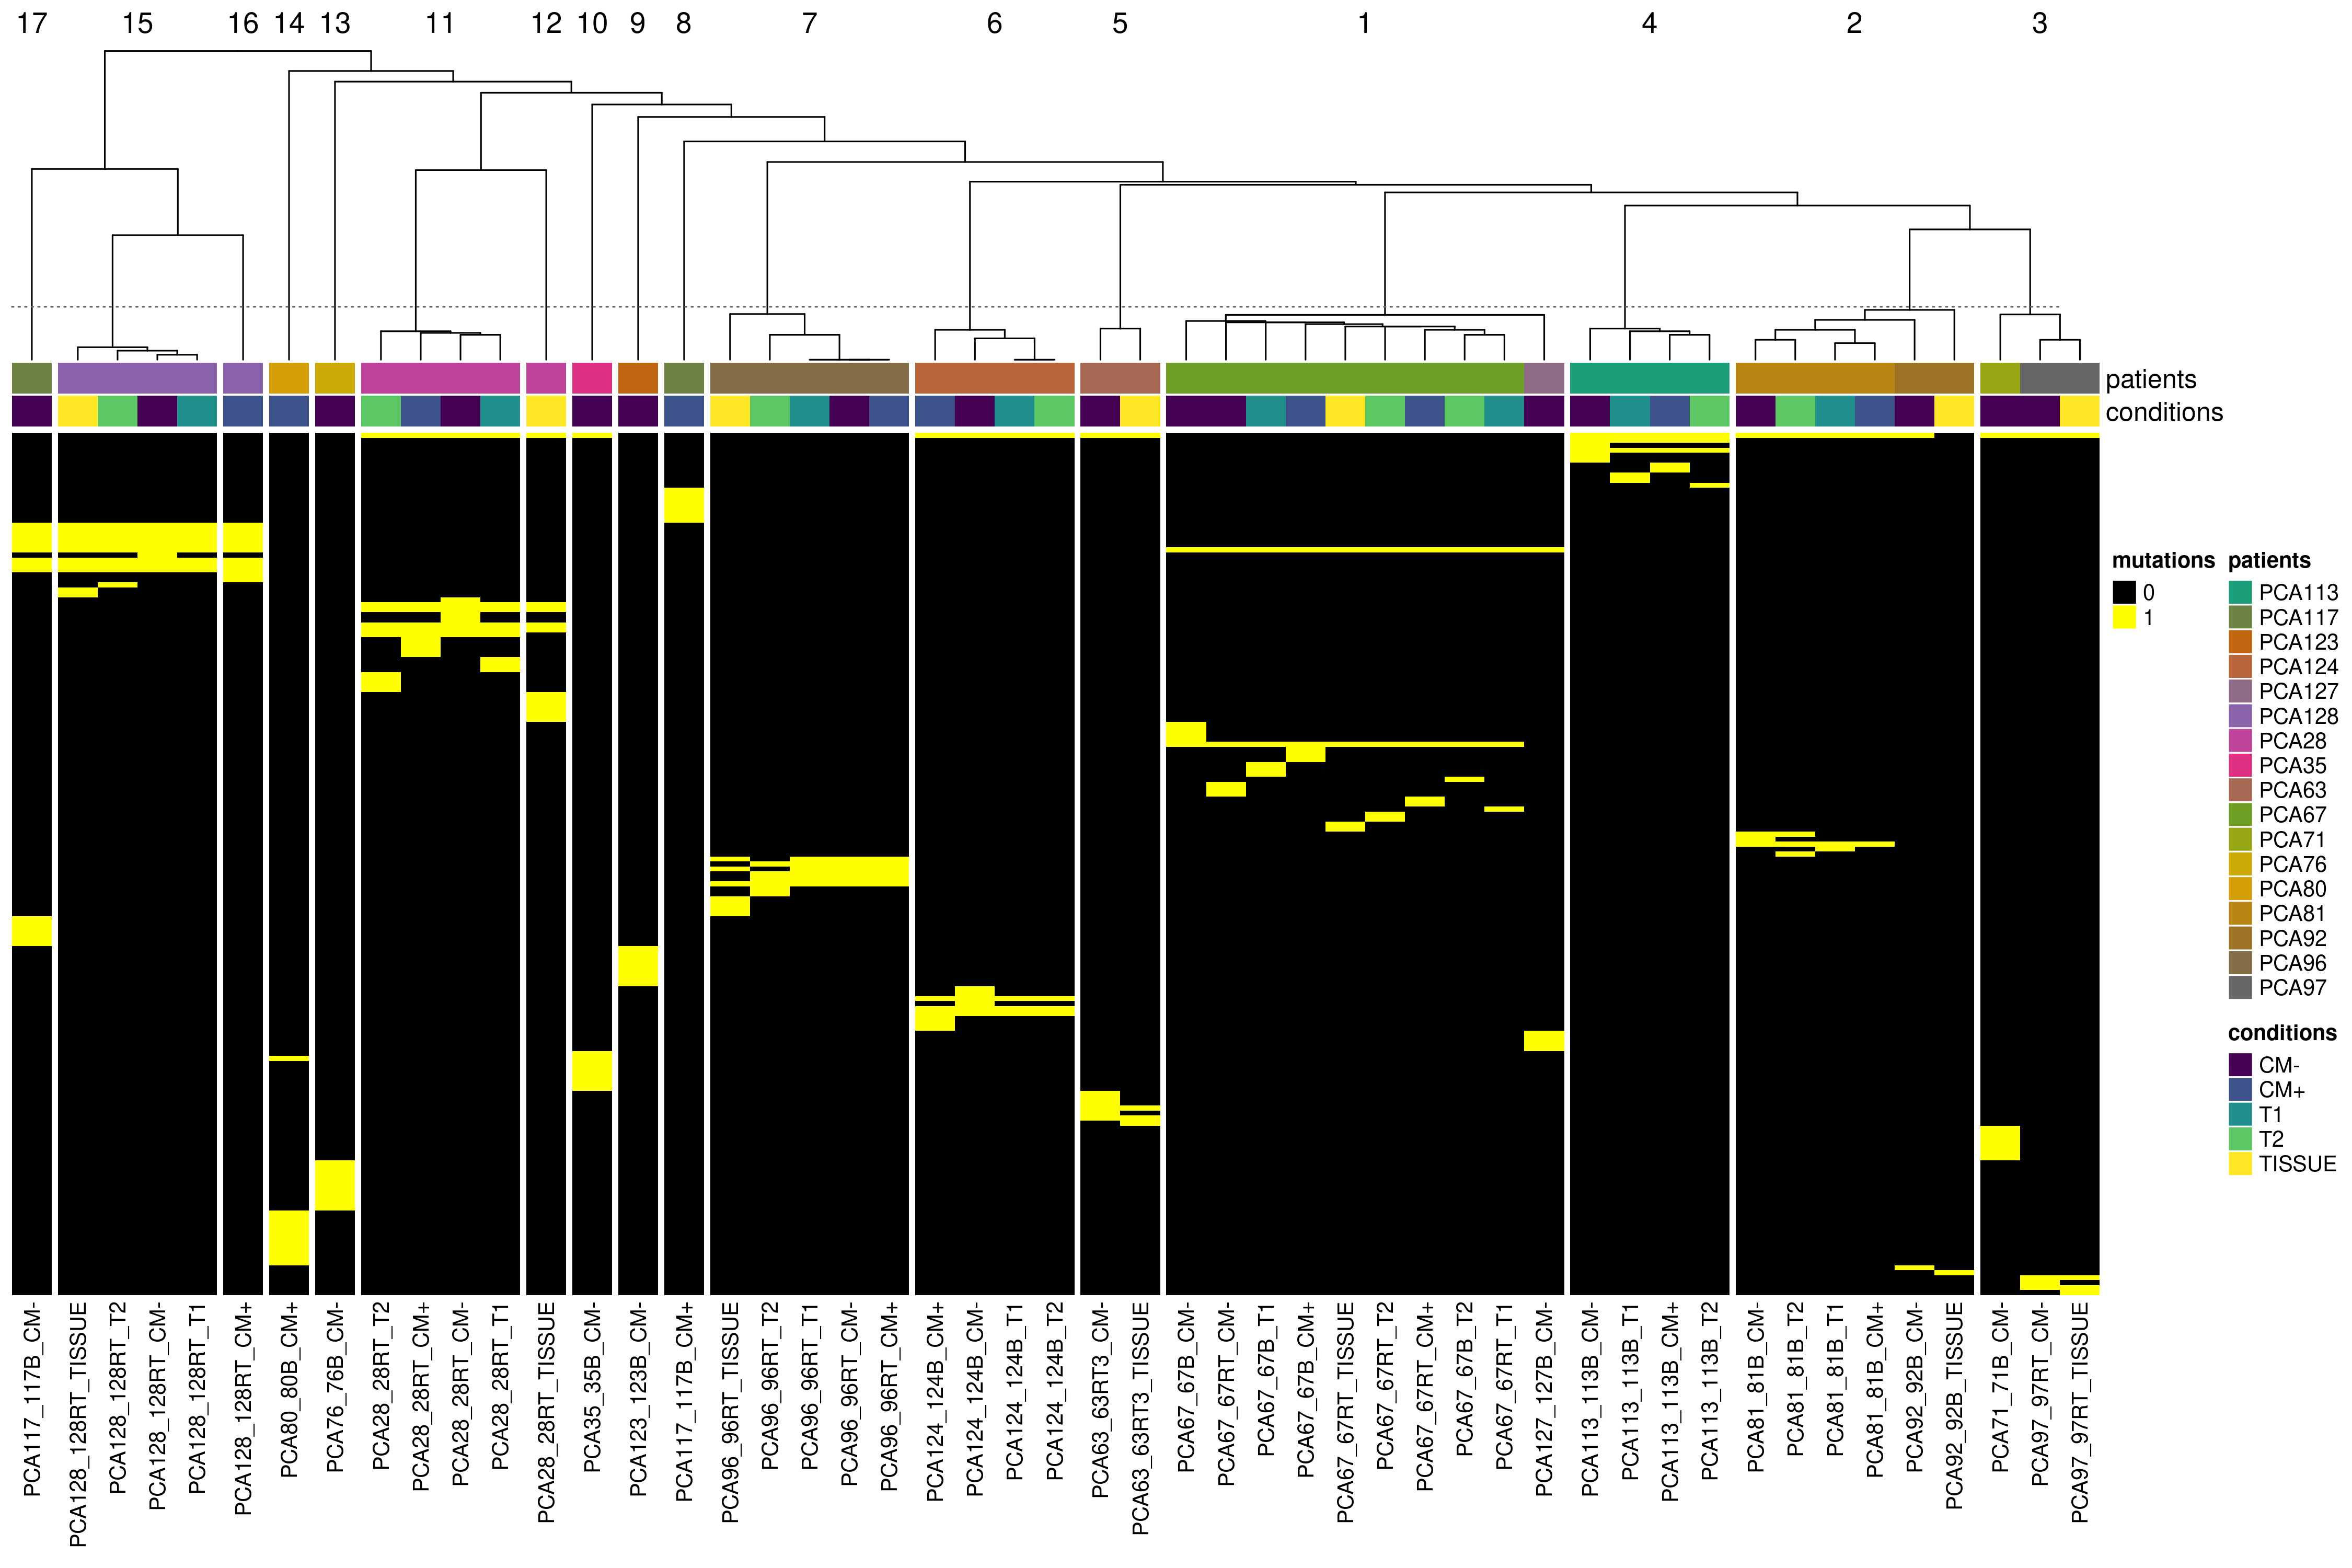 17 15 16 14 13 11 12 10 9 8 7 6 5 1 4 2 3
patients
conditions
mutations
0
1
patients
PCA113
PCA117
PCA123
PCA124
PCA127
PCA128
PCA28
PCA35
PCA63
PCA67
PCA71
PCA76
PCA80
PCA81
PCA92
PCA96
PCA97
conditions
CM-
CM+
T1
T2
TISSUE
PCA117_117B_CM-
PCA128_128RT_TISSUE
PCA128_128RT_T2
PCA128_128RT_CM-
PCA128_128RT_T1
PCA128_128RT_CM+
PCA80_80B_CM+
PCA76_76B_CM-
PCA28_28RT_T2
PCA28_28RT_CM+
PCA28_28RT_CM-
PCA28_28RT_T1
PCA28_28RT_TISSUE
PCA35_35B_CM-
PCA123_123B_CM-
PCA117_117B_CM+
PCA96_96RT_TISSUE
PCA96_96RT_T2
PCA96_96RT_T1
PCA96_96RT_CM-
PCA96_96RT_CM+
PCA124_124B_CM+
PCA124_124B_CM-
PCA124_124B_T1
PCA124_124B_T2
PCA63_63RT3_CM-
PCA63_63RT3_TISSUE
PCA67_67B_CM-
PCA67_67RT_CM-
PCA67_67B_T1
PCA67_67B_CM+
PCA67_67RT_TISSUE
PCA67_67RT_T2
PCA67_67RT_CM+
PCA67_67B_T2
PCA67_67RT_T1
PCA127_127B_CM-
PCA113_113B_CM-
PCA113_113B_T1
PCA113_113B_CM+
PCA113_113B_T2
PCA81_81B_CM-
PCA81_81B_T2
PCA81_81B_T1
PCA81_81B_CM+
PCA92_92B_CM-
PCA92_92B_TISSUE
PCA71_71B_CM-
PCA97_97RT_CM-
PCA97_97RT_TISSUE